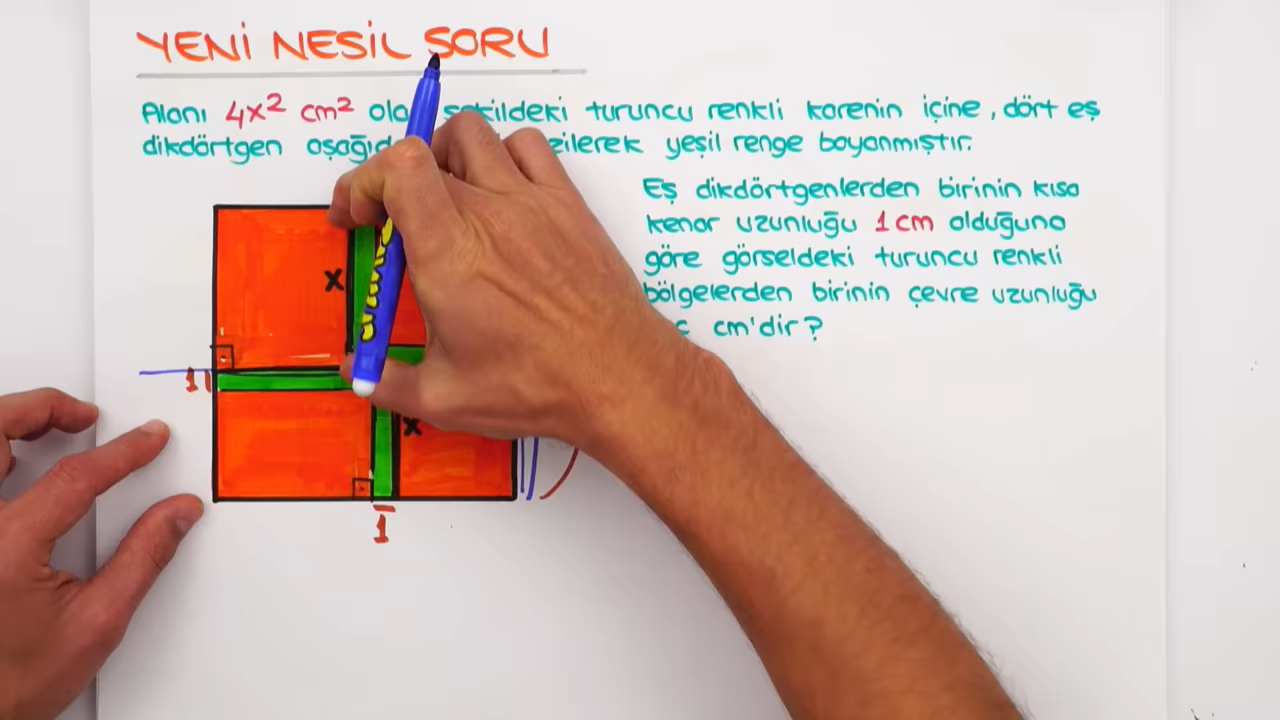 YENİ NESİL SORU
Alanı 4x² cm² ola şekildeki turuncu renkli karenin içine, dört eş
dikdörtgen aşağıd zilerek yeşil renge boyanmıştır.
Eş dikdörtgenlerden birinin kısa
kenar uzunluğu 1 cm olduğuna
göre görseldeki turuncu renkli
bölgelerden birinin çevre uzunluğu
cm'dir?
x
1
x
1